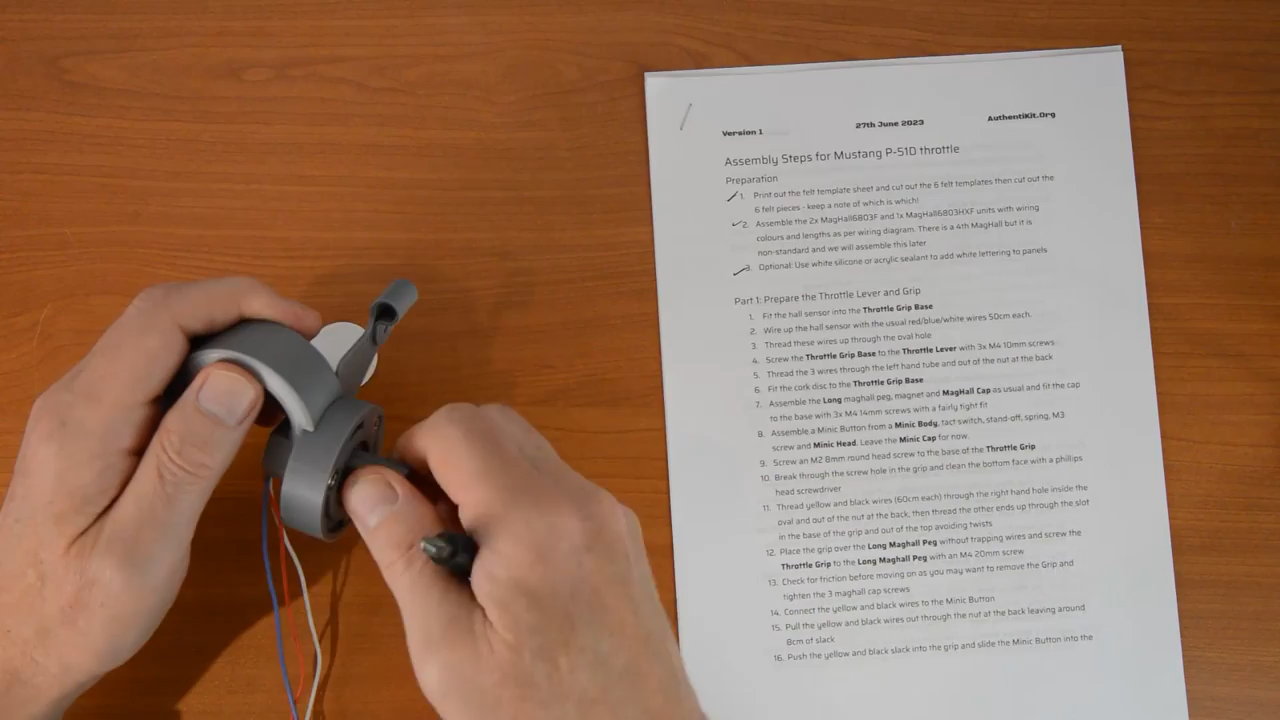 Version 1
27th June 2023
AuthentiKit.Org
Assembly Steps for Mustang P-51D throttle
Preparation
1. Print out the felt template sheet and cut out the 6 felt templates then cut out the
6 felt pieces - keep a note of which is which!
2. Assemble the 2x MagHall6803F and 1x MagHall6803HXF units with wiring
colours and lengths as per wiring diagram. There is a 4th MagHall but it is
non-standard and we will assemble this later
3. Optional: Use white silicone or acrylic sealant to add white lettering to panels
Part 1: Prepare the Throttle Lever and Grip
1. Fit the hall sensor into the Throttle Grip Base
2. Wire up the hall sensor with the usual red/blue/white wires 50cm each.
3. Thread these wires up through the oval hole
4. Screw the Throttle Grip Base to the Throttle Lever with 3x M4 10mm screws
5. Thread the 3 wires through the left hand tube and out of the nut at the back
6. Fit the cork disc to the Throttle Grip Base
7. Assemble the Long maghall peg, magnet and MagHall Cap as usual and fit the cap
to the base with 3x M4 14mm screws with a fairly tight fit
8. Assemble a Minic Button from a Minic Body, tact switch, stand-off, spring, M3
screw and Minic Head. Leave the Minic Cap for now.
9. Screw an M2 8mm round head screw to the base of the Throttle Grip
10. Break through the screw hole in the grip and clean the bottom face with a phillips
head screwdriver
11. Thread yellow and black wires (60cm each) through the right hand hole inside the
oval and out of the nut at the back, then thread the other ends up through the slot
in the base of the grip and out of the top avoiding twists
12. Place the grip over the Long Maghall Peg without trapping wires and screw the
Throttle Grip to the Long Maghall Peg with an M4 20mm screw
13. Check for friction before moving on as you may want to remove the Grip and
tighten the 3 maghall cap screws
14. Connect the yellow and black wires to the Minic Button
15. Pull the yellow and black wires out through the nut at the back leaving around
8cm of slack
16. Push the yellow and black slack into the grip and slide the Minic Button into the